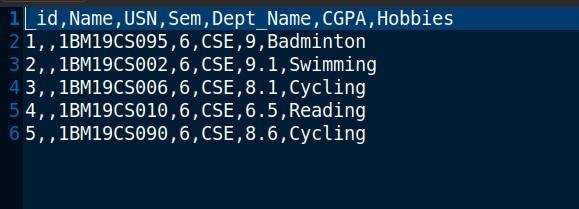 1 _id,Name,USN,Sem,Dept_Name,CGPA,Hobbies
2 1,,1BM19CS095,6,CSE,9,Badminton
3 2,,1BM19CS002,6,CSE,9.1,Swimming
4 3,,1BM19CS006,6,CSE,8.1,Cycling
5 4,,1BM19CS010,6,CSE,6.5,Reading
6 5,,1BM19CS090,6,CSE,8.6,Cycling